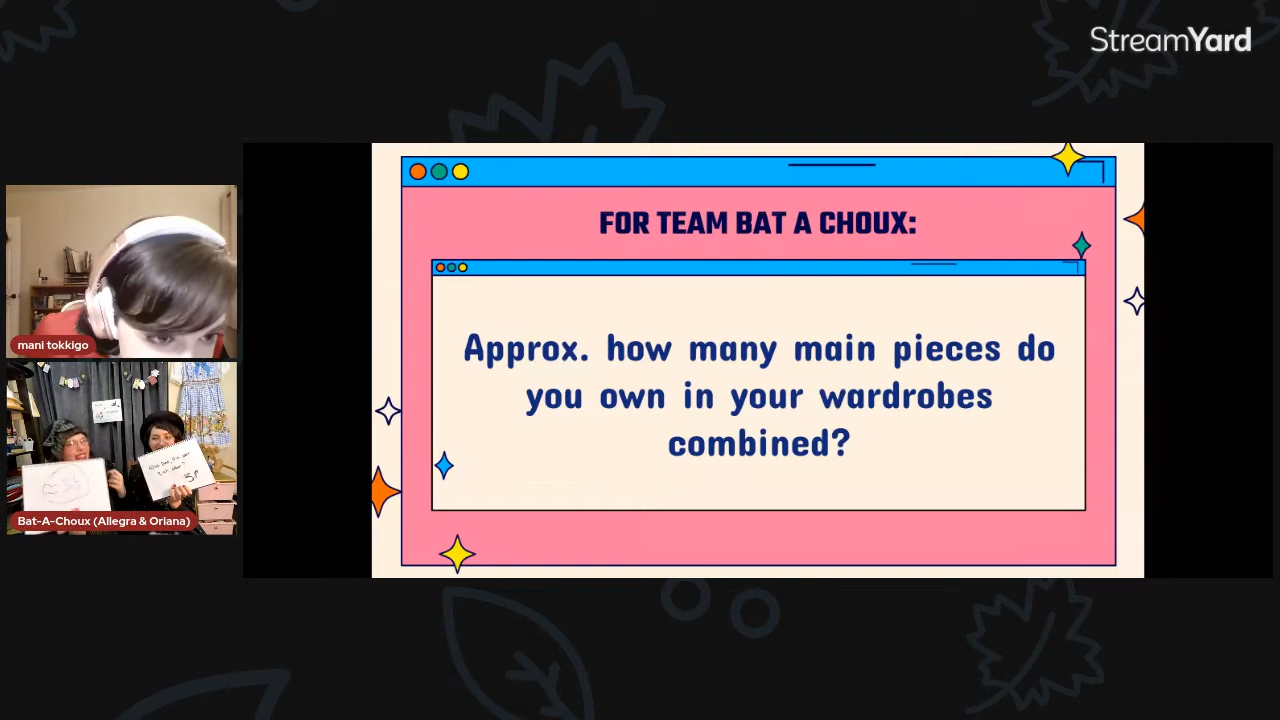 StreamYard
FOR TEAM BAT A CHOUX:
Approx. how many main pieces do
you own in your wardrobes
combined?
mani tokkigo
Bat-A-Choux (Allegra & Oriana)